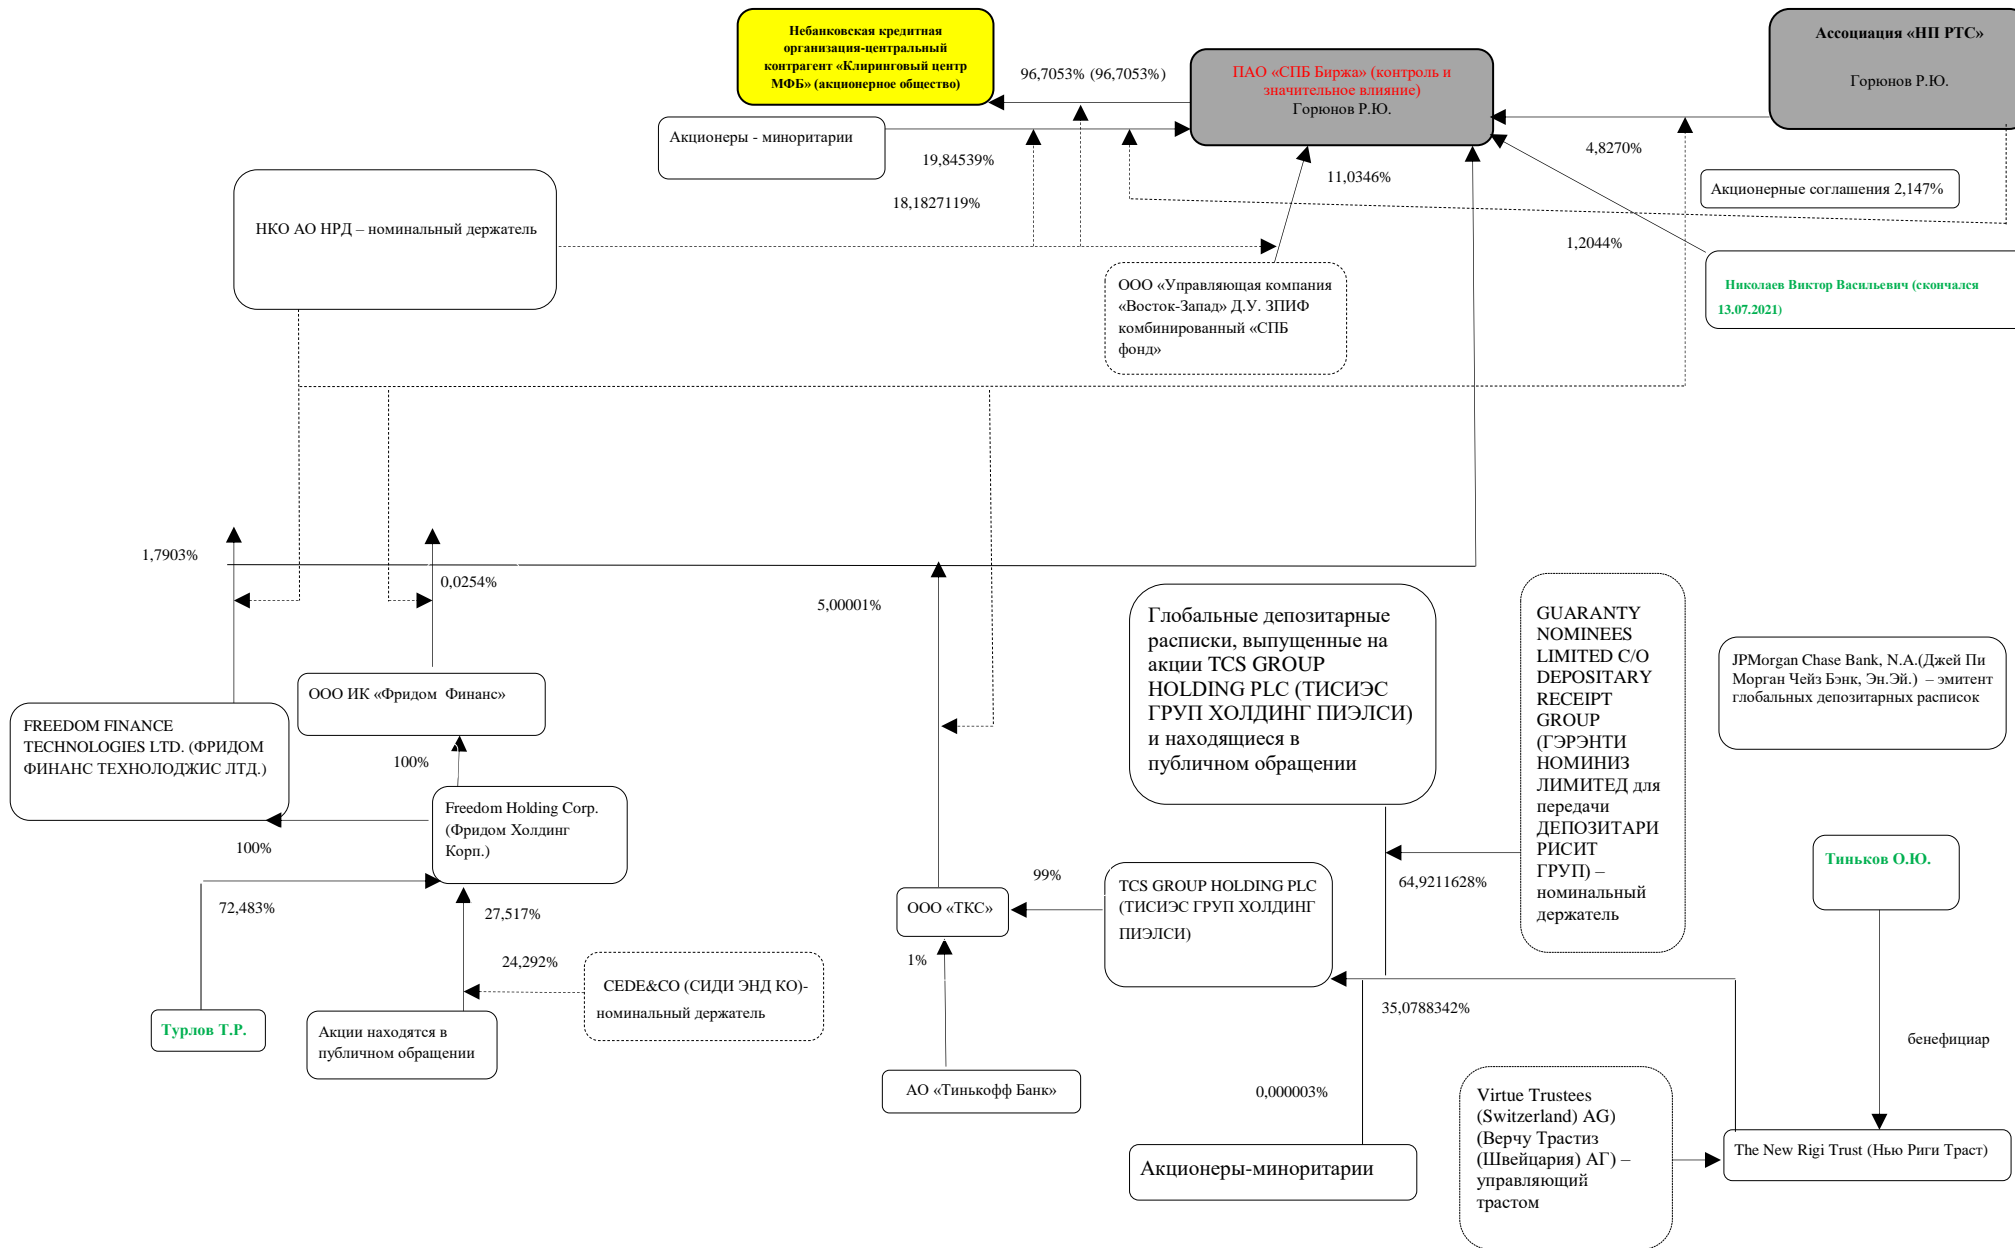 Небанковская кредитная
организация-центральный
контрагент «Клиринговый центр
МФБ» (акционерное общество)
96,7053% (96,7053%)
ПАО «СПБ Биржа» (контроль и
значительное влияние)
Горюнов Р.Ю.
Ассоциация «НП РТС»
Горюнов Р.Ю.
Акционеры - миноритарии
19,84539%
18,1827119%
11,0346%
4,8270%
Акционерные соглашения 2,147%
НКО АО НРД – номинальный держатель
1,2044%
ООО «Управляющая компания
«Восток-Запад» Д.У. ЗПИФ
комбинированный «СПБ
фонд»
Николаев Виктор Васильевич (скончался
13.07.2021)
1,7903%
0,0254%
5,00001%
Глобальные депозитарные
расписки, выпущенные на
акции TCS GROUP
HOLDING PLC (ТИСИЭС
ГРУП ХОЛДИНГ ПИЭЛСИ)
и находящиеся в
публичном обращении
GUARANTY
NOMINEES
LIMITED C/O
DEPOSITARY
RECEIPT
GROUP
(ГЭРЭНТИ
НОМИНИЗ
ЛИМИТЕД для
передачи
ДЕПОЗИТАРИ
РИСИТ
ГРУП) –
номинальный
держатель
JPMorgan Chase Bank, N.A.(Джей Пи
Морган Чейз Бэнк, Эн.Эй.) – эмитент
глобальных депозитарных расписок
ООО ИК «Фридом Финанс»
FREEDOM FINANCE
TECHNOLOGIES LTD. (ФРИДОМ
ФИНАНС ТЕХНОЛОДЖИС ЛТД.)
100%
Freedom Holding Corp.
(Фридом Холдинг
Корп.)
100%
72,483%
27,517%
24,292%
CEDE&CO (СИДИ ЭНД КО)-
номинальный держатель
Турлов Т.Р.
Акции находятся в
публичном обращении
99%
ООО «ТКС»
1%
TCS GROUP HOLDING PLC
(ТИСИЭС ГРУП ХОЛДИНГ
ПИЭЛСИ)
64,9211628%
Тиньков О.Ю.
35,0788342%
бенефициар
АО «Тинькофф Банк»
0,000003%
Акционеры-миноритарии
Virtue Trustees
(Switzerland) AG)
(Верчу Трастиз
(Швейцария) АГ) –
управляющий
трастом
The New Rigi Trust (Нью Риги Траст)